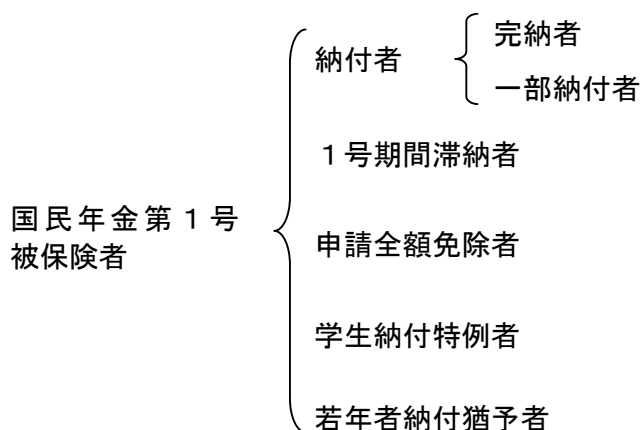 納付者
完納者
一部納付者
１号期間滞納者
国民年金第１号
被保険者
申請全額免除者
学生納付特例者
若年者納付猶予者